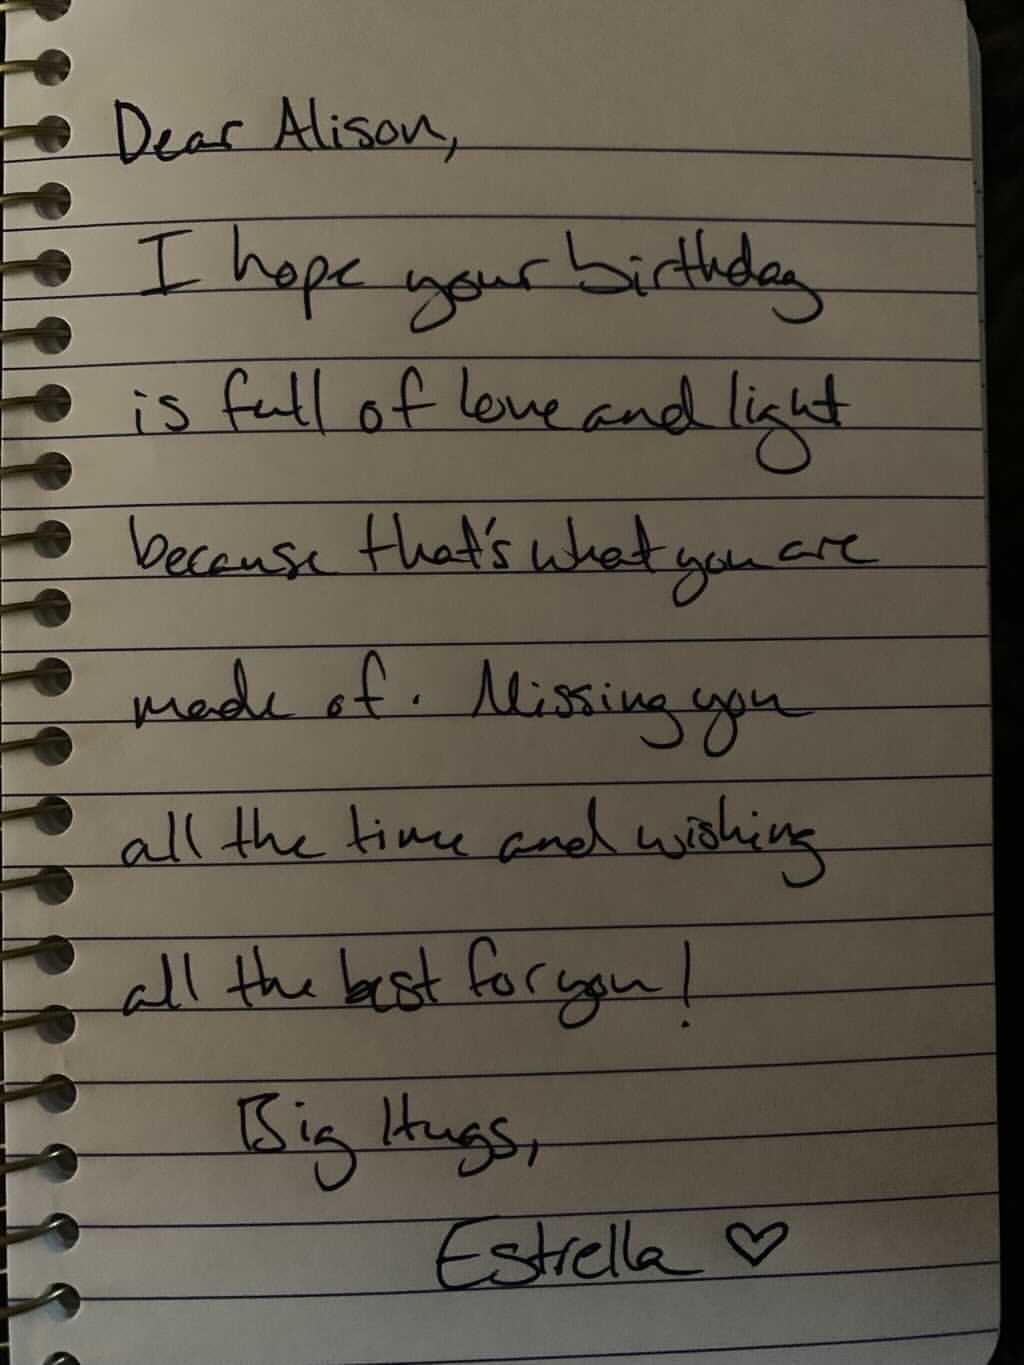 Dear Alison,
I hope your birthday
is full of love and light
because that's what you are
made of. Missing you
all the time and wishing
all the best for you!
Big Hugs,
Estrella ♡